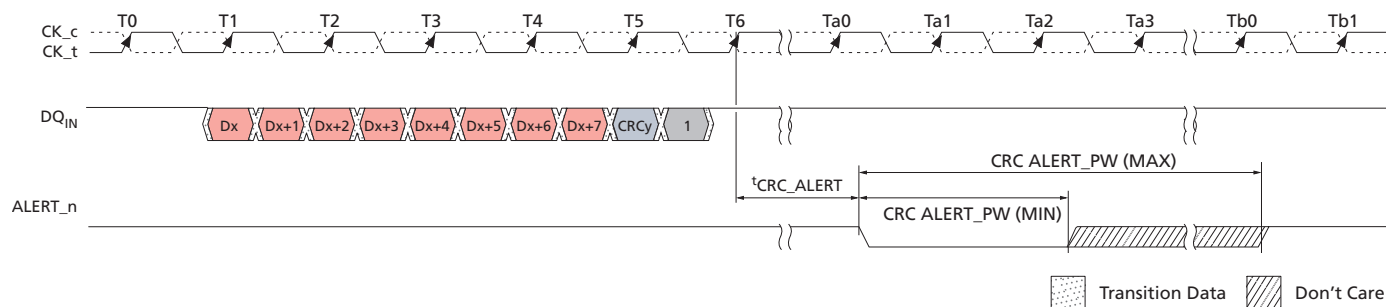 T0 T1 T2 T3 T4 T5 T6 Ta0 Ta1 Ta2 Ta3 Tb0 Tb1
CK_c
CK_t
DQIN
Dx Dx+1 Dx+2 Dx+3 Dx+4 Dx+5 Dx+6 Dx+7 CRCy 1
CRC ALERT_PW (MAX)
tCRC_ALERT
ALERT_n
CRC ALERT_PW (MIN)
Transition Data Don't Care